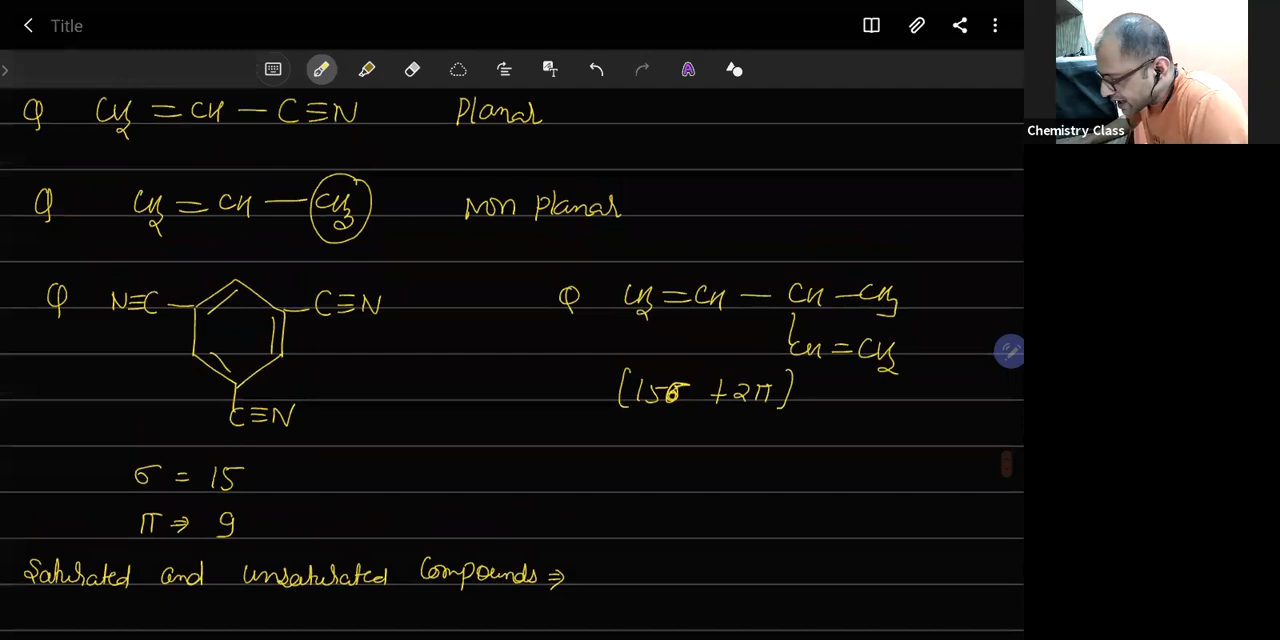 Title
Chemistry Class
Q CH2 = CH — C≡N Planar
Q CH2 = CH — CH3 Non planar
Q N≡C C≡N
C≡N
Q CH2 = CH — CH — CH3
CH = CH2
(15σ + 2π)
σ = 15
π ⇒ 9
Saturated and unsaturated compounds ⇒